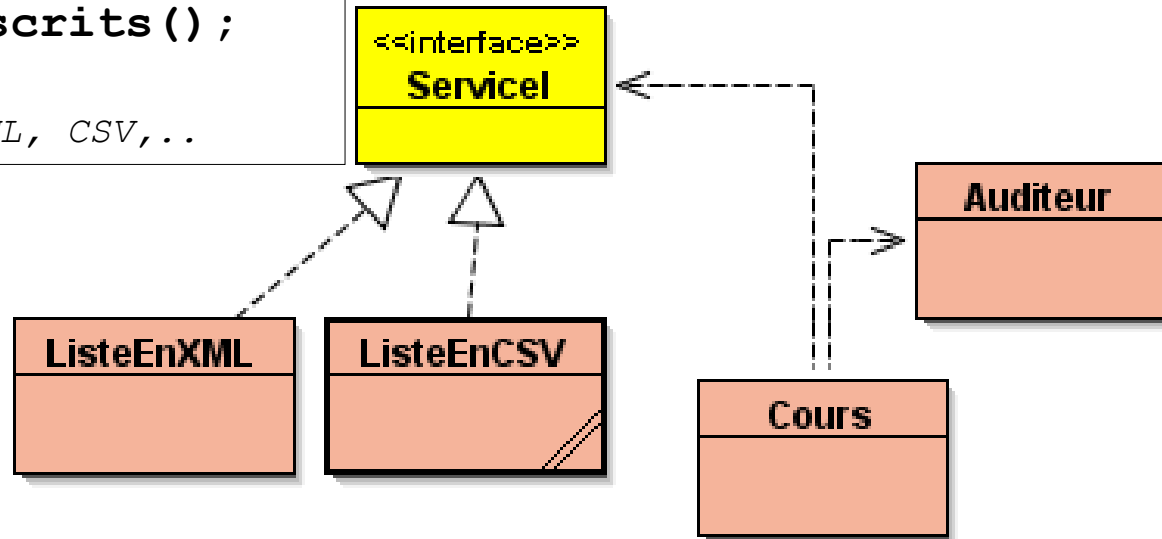 scrits();
L, CSV,..
<<interface>>
ServiceI
Auditeur
ListeEnXML
ListeEnCSV
Cours